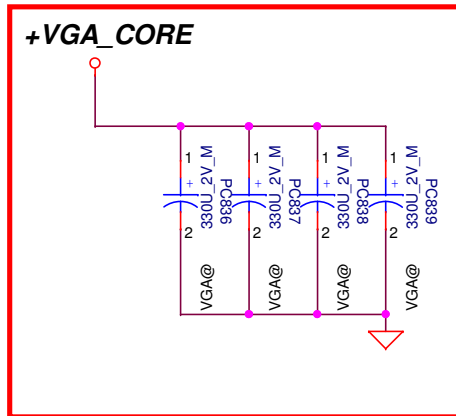 +VGA_CORE
1
+
2
330U_2V_M
PC836
VGA@
1
+
2
330U_2V_M
PC837
VGA@
1
+
2
330U_2V_M
PC838
VGA@
1
+
2
330U_2V_M
PC839
VGA@